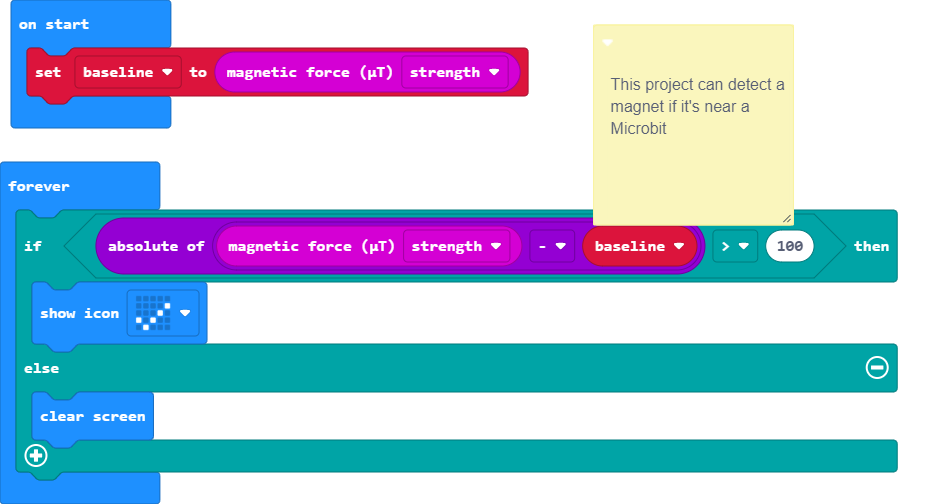 on start
set baseline to magnetic force (µT) strength
This project can detect a
magnet if it's near a
Microbit
forever
if absolute of magnetic force (µT) strength - baseline > 100 then
show icon
else
clear screen